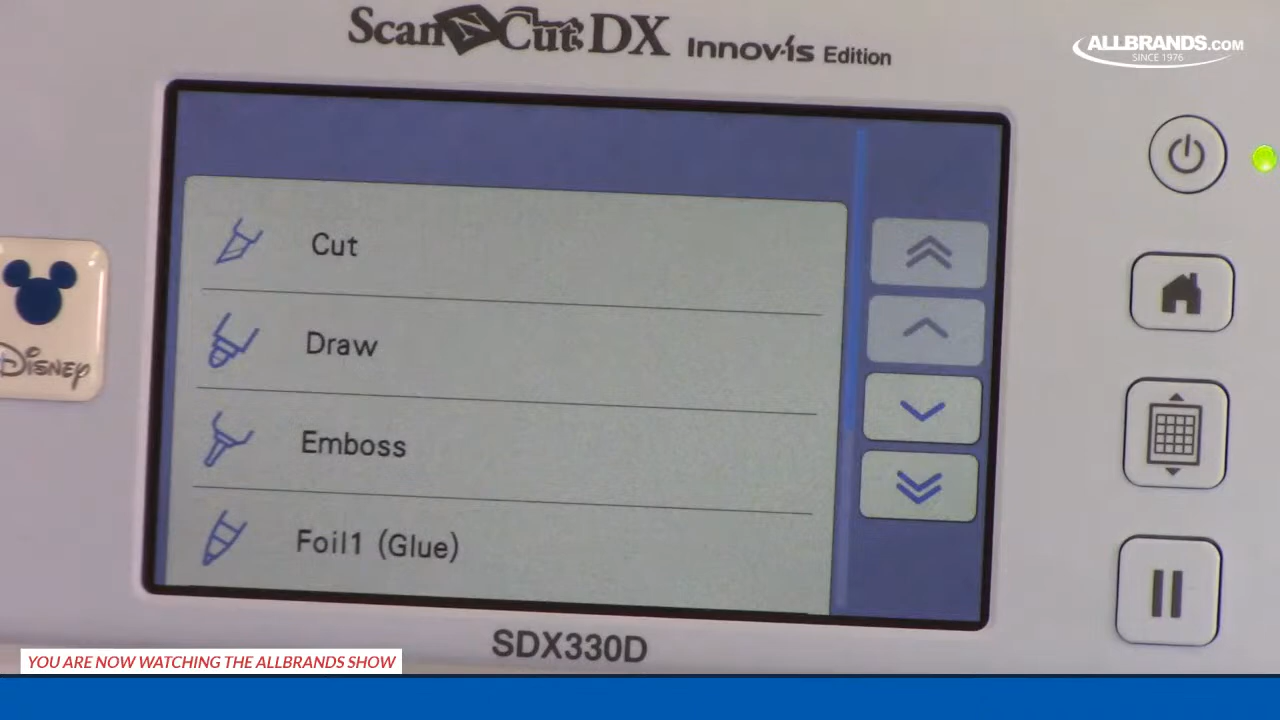 ScanNCut DX Innov-ís Edition
ALLBRANDS.COM
SINCE 1976
Cut
Draw
Emboss
Foil1 (Glue)
Disney
SDX330D
YOU ARE NOW WATCHING THE ALLBRANDS SHOW